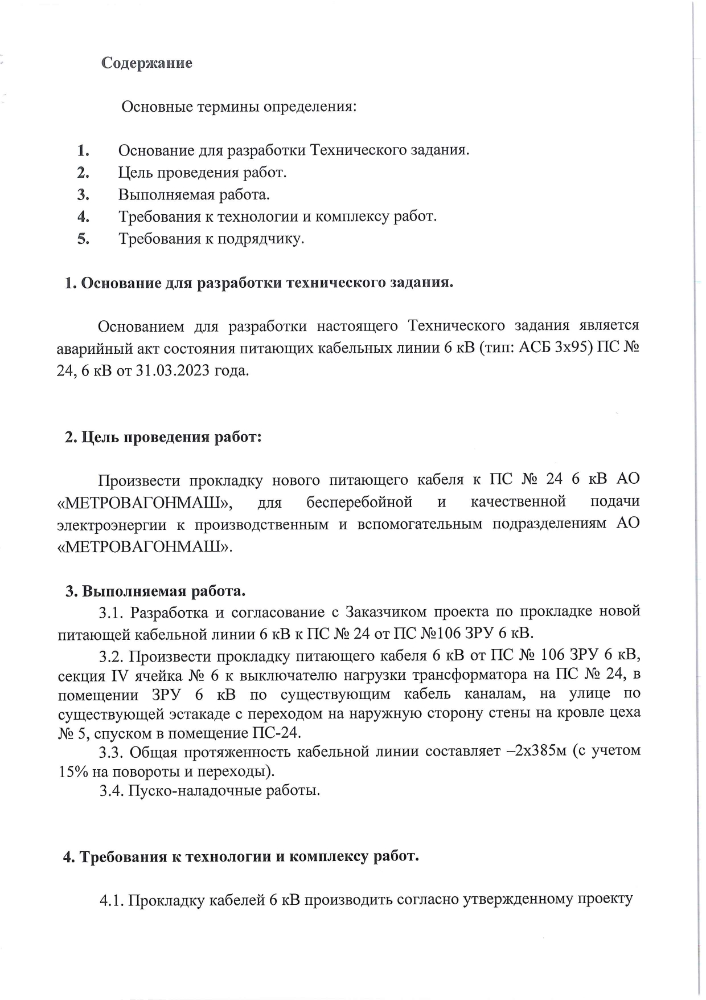 Содержание
Основные термины определения:
1. Основание для разработки Технического задания.
2. Цель проведения работ.
3. Выполняемая работа.
4. Требования к технологии и комплексу работ.
5. Требования к подрядчику.
1. Основание для разработки технического задания.
Основанием для разработки настоящего Технического задания является
аварийный акт состояния питающих кабельных линии 6 кВ (тип: АСБ 3х95) ПС №
24, 6 кВ от 31.03.2023 года.
2. Цель проведения работ:
Произвести прокладку нового питающего кабеля к ПС № 24 6 кВ АО
«МЕТРОВАГОНМАШ», для бесперебойной и качественной подачи
электроэнергии к производственным и вспомогательным подразделениям АО
«МЕТРОВАГОНМАШ».
3. Выполняемая работа.
3.1. Разработка и согласование с Заказчиком проекта по прокладке новой
питающей кабельной линии 6 кВ к ПС № 24 от ПС №106 ЗРУ 6 кВ.
3.2. Произвести прокладку питающего кабеля 6 кВ от ПС № 106 ЗРУ 6 кВ,
секция IV ячейка № 6 к выключателю нагрузки трансформатора на ПС № 24, в
помещении ЗРУ 6 кВ по существующим кабель каналам, на улице по
существующей эстакаде с переходом на наружную сторону стены на кровле цеха
№ 5, спуском в помещение ПС-24.
3.3. Общая протяженность кабельной линии составляет –2х385м (с учетом
15% на повороты и переходы).
3.4. Пуско-наладочные работы.
4. Требования к технологии и комплексу работ.
4.1. Прокладку кабелей 6 кВ производить согласно утвержденному проекту